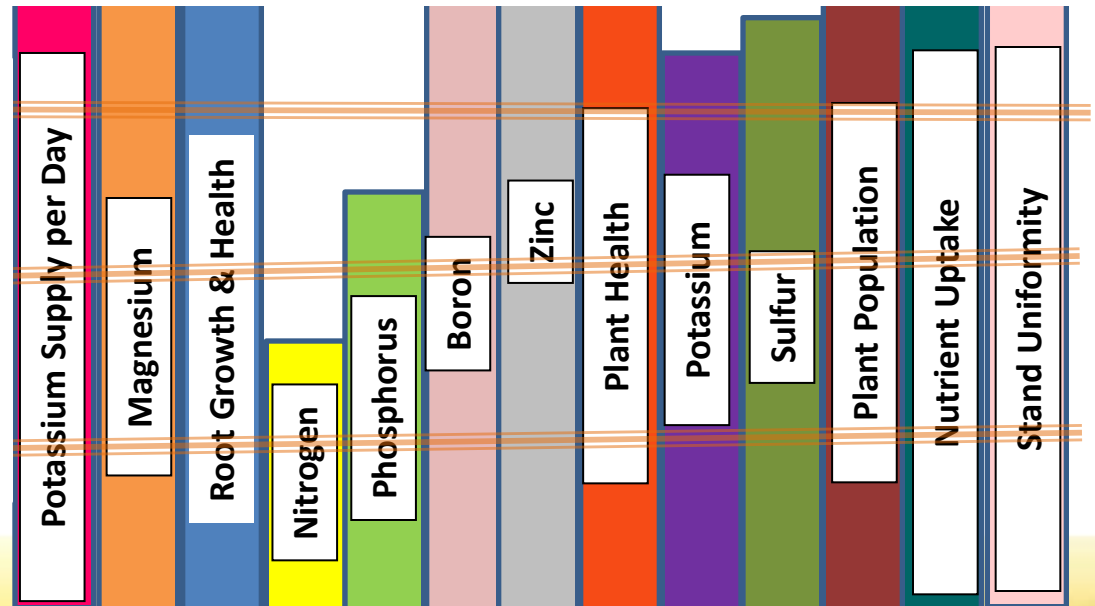 Potassium Supply per Day
Magnesium
Root Growth & Health
Nitrogen
Phosphorus
Boron
Zinc
Plant Health
Potassium
Sulfur
Plant Population
Nutrient Uptake
Stand Uniformity